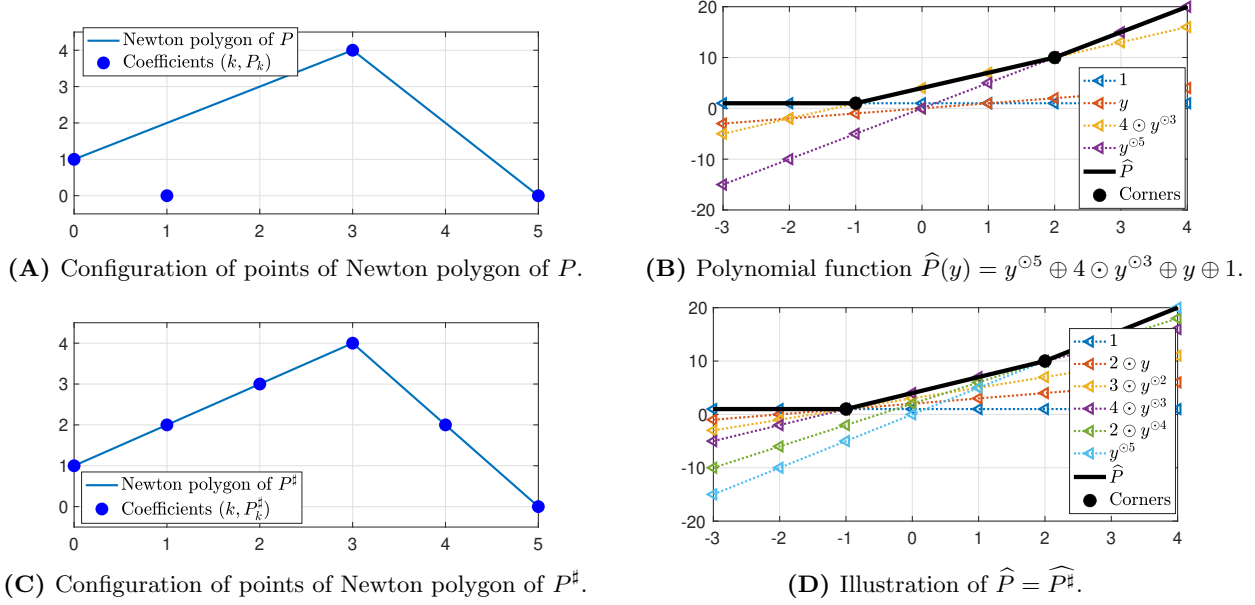 4
3
2
1
0
Newton polygon of P
Coefficients (k, P_k)
0 1 2 3 4 5
(A) Configuration of points of Newton polygon of P.
20
10
0
-10
-20
1
y
4 ⊙ y^{⊙3}
y^{⊙5}
P̂
Corners
-3 -2 -1 0 1 2 3 4
(B) Polynomial function P̂(y) = y^{⊙5} ⊕ 4 ⊙ y^{⊙3} ⊕ y ⊕ 1.
4
3
2
1
0
Newton polygon of P^♯
Coefficients (k, P_k^♯)
0 1 2 3 4 5
(C) Configuration of points of Newton polygon of P^♯.
20
10
0
-10
-20
1
2 ⊙ y
3 ⊙ y^{⊙2}
4 ⊙ y^{⊙3}
2 ⊙ y^{⊙4}
y^{⊙5}
P̂
Corners
-3 -2 -1 0 1 2 3 4
(D) Illustration of P̂ = \widehat{P^♯}.